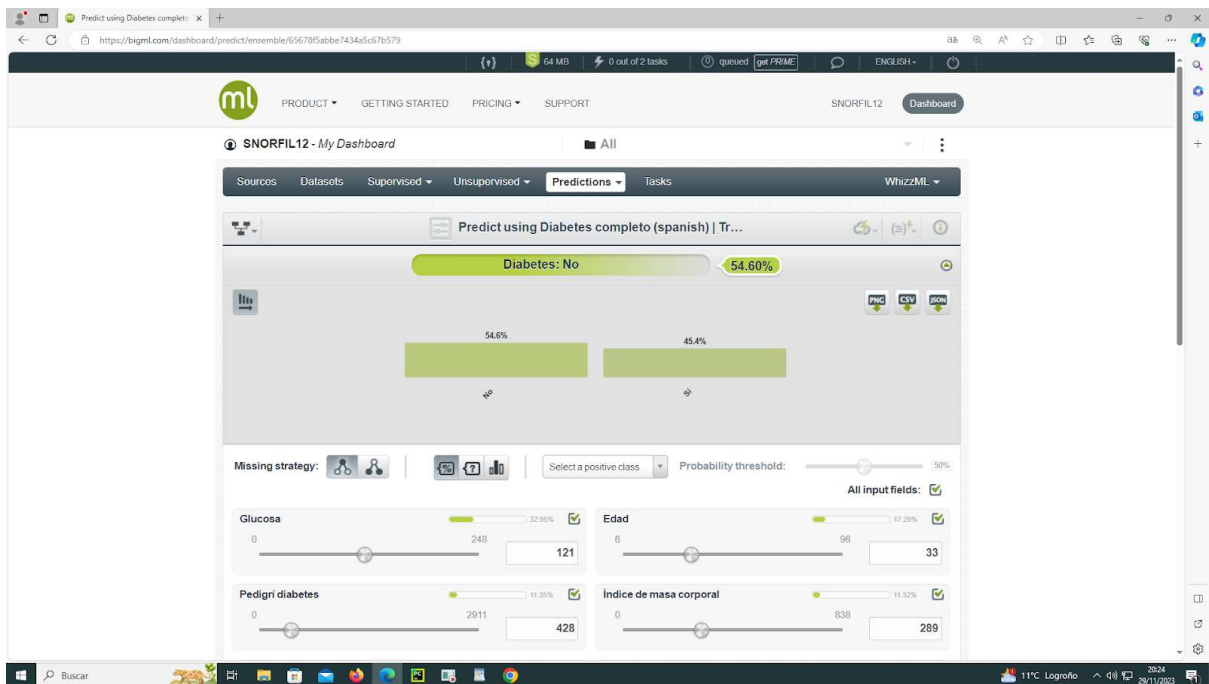 Predict using Diabetes completo
https://bigml.com/dashboard/predict/ensemble/65678f5abbe7434a5c67b579
64 MB 0 out of 2 tasks 0 queued get PRIME ENGLISH
ml PRODUCT GETTING STARTED PRICING SUPPORT SNORFIL12 Dashboard
SNORFIL12 - My Dashboard All
Sources Datasets Supervised Unsupervised Predictions Tasks WhizzML
Predict using Diabetes completo (spanish) | Tr...
Diabetes: No 54.60%
PNG CSV JSON
54.6% 45.4%
No Sí
Missing strategy: Select a positive class Probability threshold: 50%
All input fields:
Glucosa 32.95% Edad 17.29%
0 248 6 96
121 33
Pedigrí diabetes 11.35% Índice de masa corporal 11.32%
0 2911 0 838
428 289
Buscar 11°C Logroño 20:24
29/11/2023